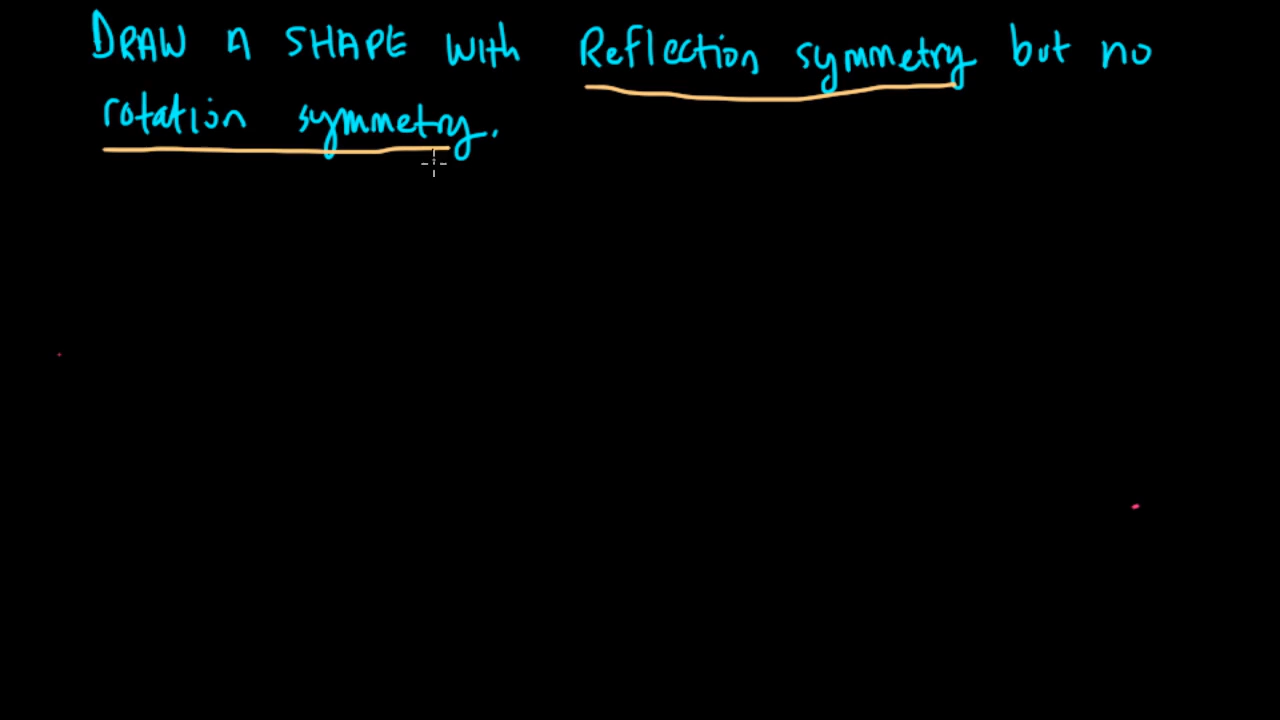 DRAW A SHAPE with Reflection symmetry but no
rotation symmetry.